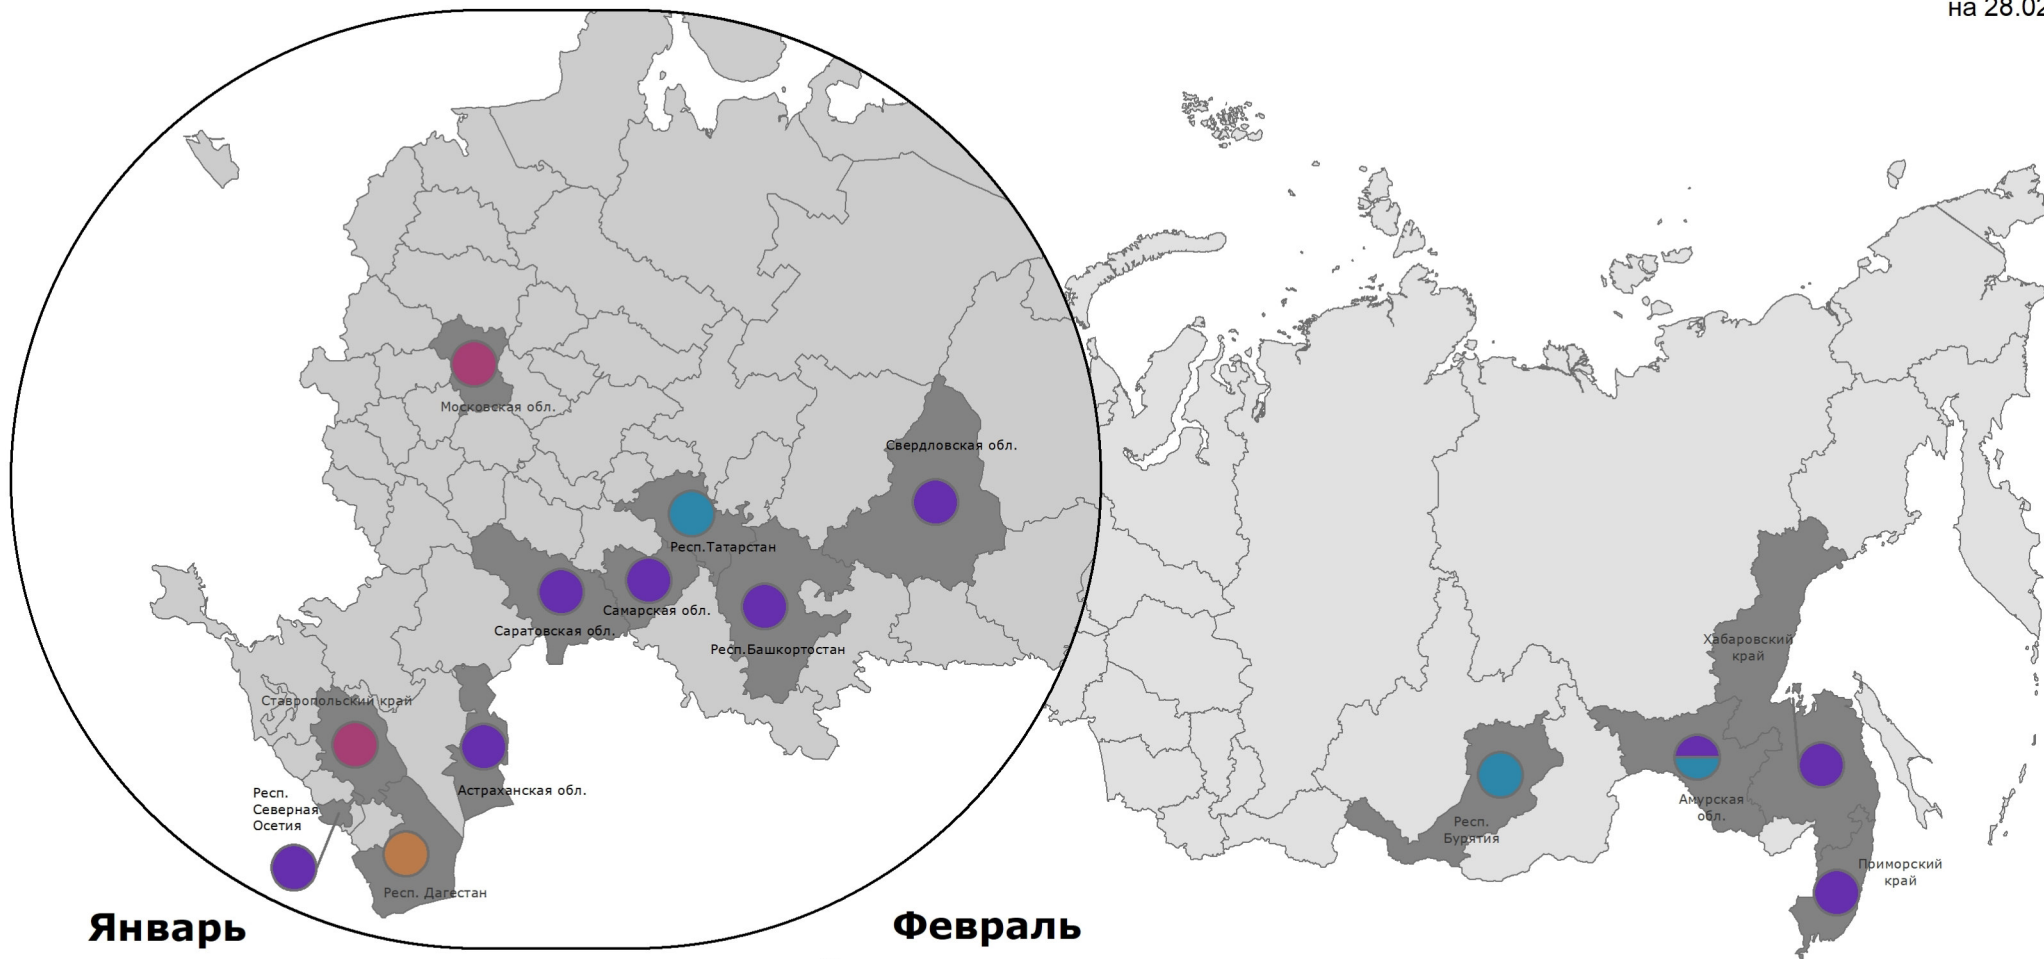 на 28.02
Московская обл.
Свердловская обл.
Респ.Татарстан
Самарская обл.
Саратовская обл.
Респ.Башкортостан
Хабаровский
край
Ставропольский край
Астраханская обл.
Респ.
Северная
Осетия
Амурская
обл.
Респ.
Бурятия
Приморский
край
Респ. Дагестан
Январь
Февраль